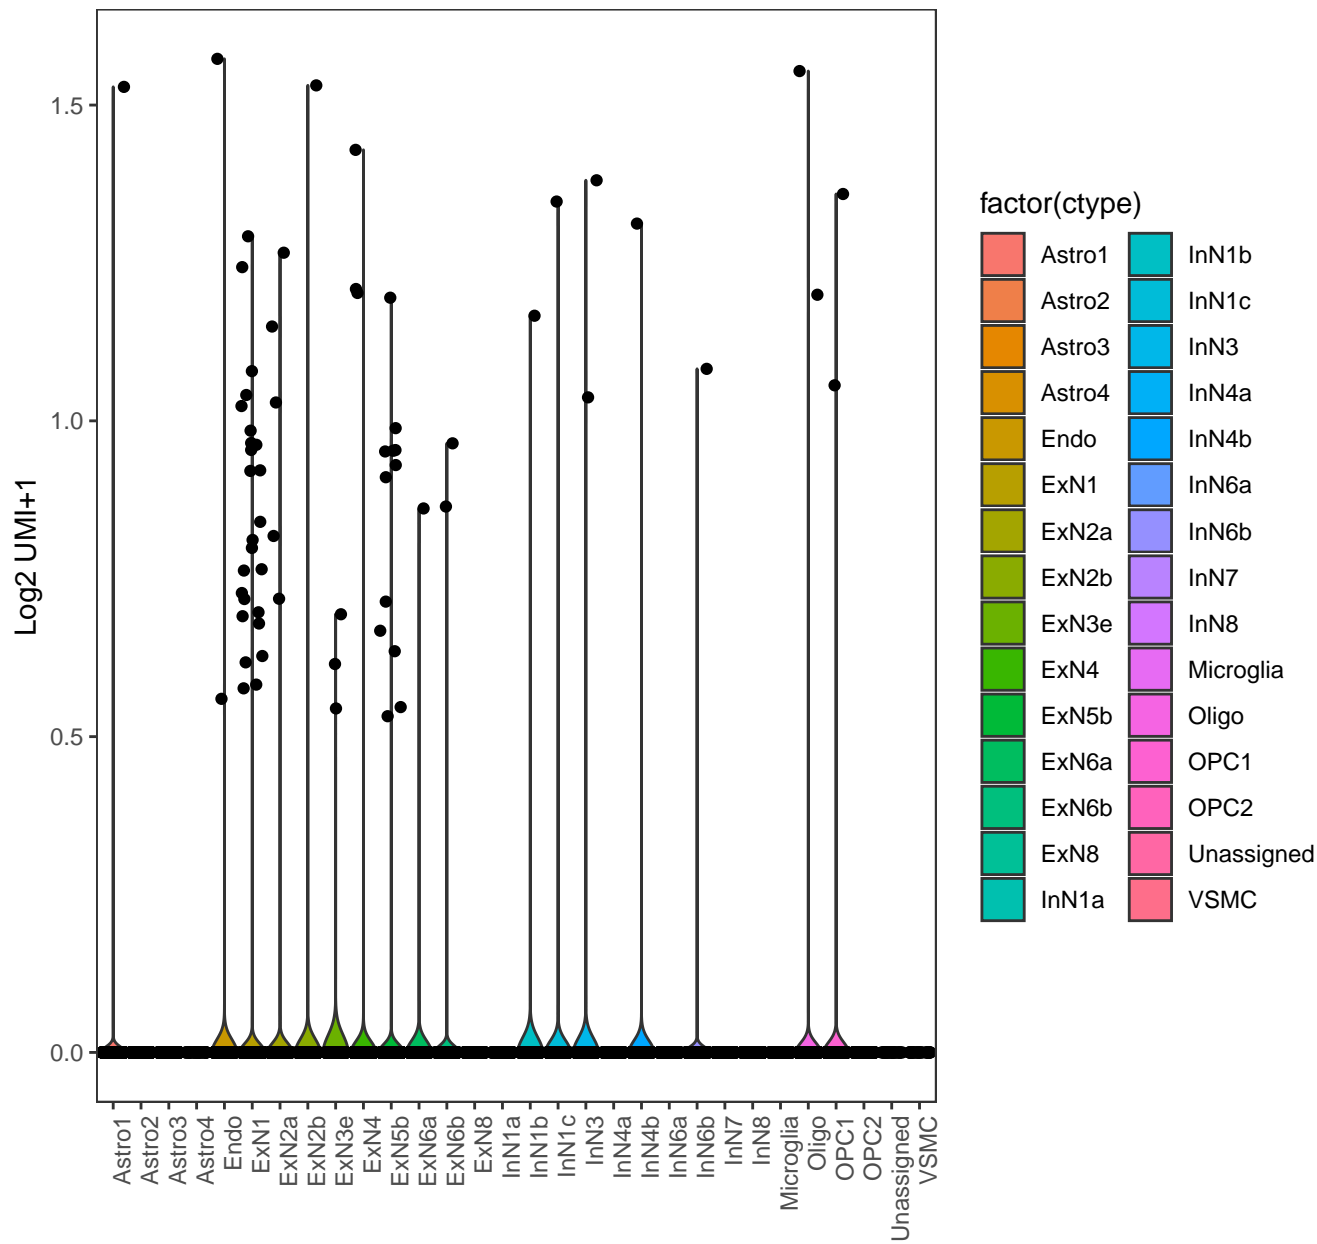 1.5
1.0
0.5
0.0
Log2 UMI+1
Astro1
Astro2
Astro3
Astro4
Endo
ExN1
ExN2a
ExN2b
ExN3e
ExN4
ExN5b
ExN6a
ExN6b
ExN8
InN1a
InN1b
InN1c
InN3
InN4a
InN4b
InN6a
InN6b
InN7
InN8
Microglia
Oligo
OPC1
OPC2
Unassigned
VSMC
factor(ctype)
Astro1
Astro2
Astro3
Astro4
Endo
ExN1
ExN2a
ExN2b
ExN3e
ExN4
ExN5b
ExN6a
ExN6b
ExN8
InN1a
InN1b
InN1c
InN3
InN4a
InN4b
InN6a
InN6b
InN7
InN8
Microglia
Oligo
OPC1
OPC2
Unassigned
VSMC